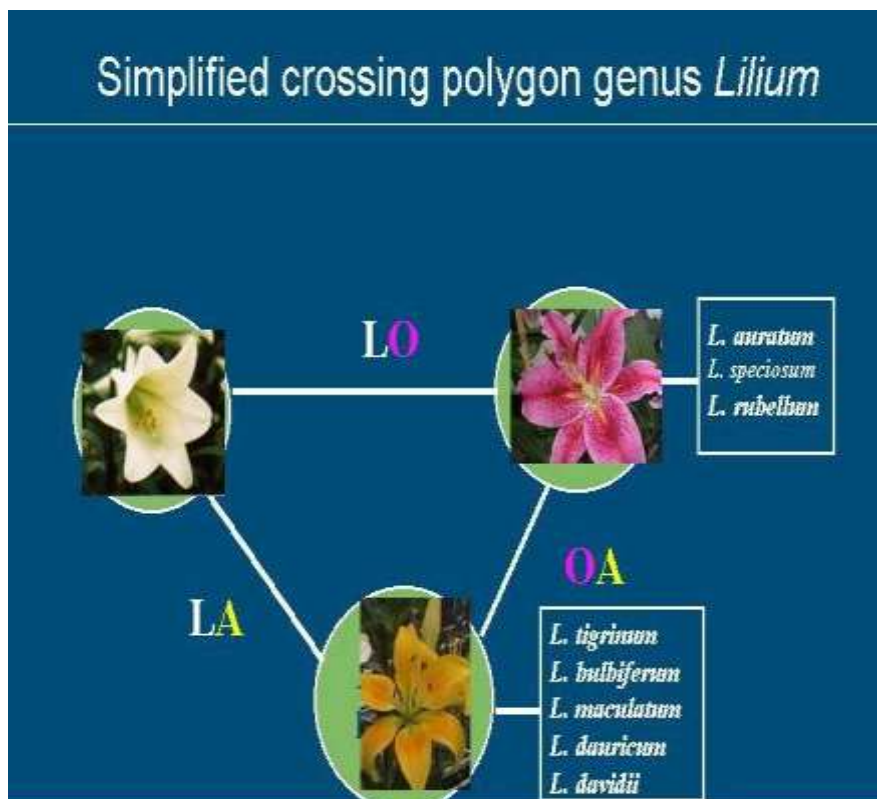 Simplified crossing polygon genus Lilium
LO
L. auratum
L. speciosum
L. rubellum
OA
LA
L. tigrinum
L. bulbiferum
L. maculatum
L. dauricum
L. davidii